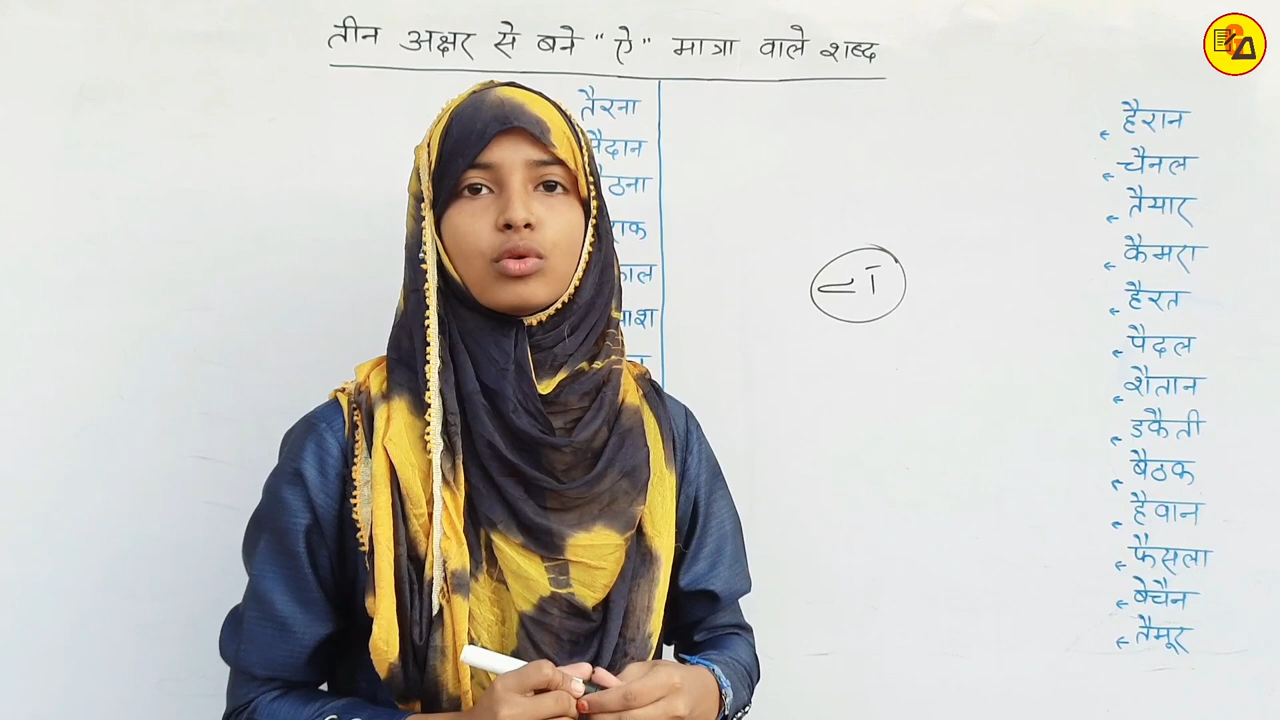 तीन अक्षर से बने "ऐ" मात्रा वाले शब्द
तैरना
मैदान
हैरान
चैनल
तैयार
कैमरा
हैरत
पैदल
शैतान
डकैती
बैठक
हैवान
फैसला
बेचैन
तैमूर